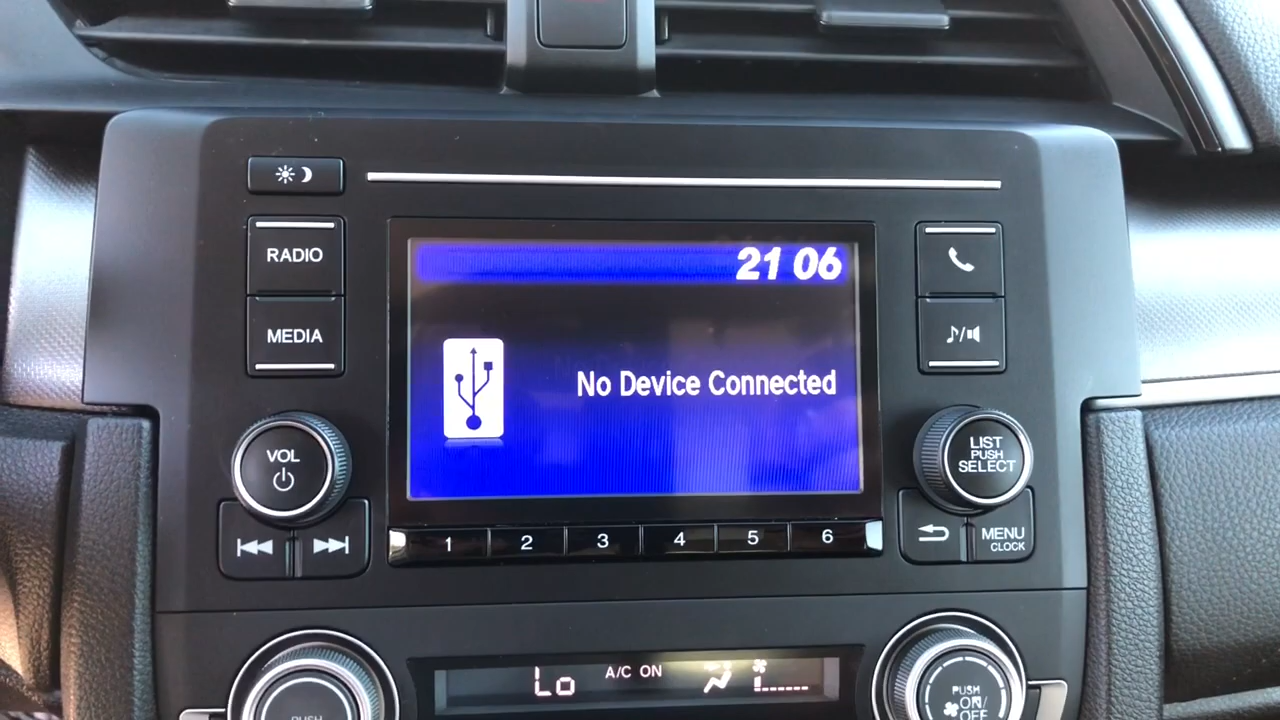 RADIO
MEDIA
VOL
21 06
No Device Connected
LIST
PUSH
SELECT
1 2 3 4 5 6
MENU
CLOCK
Lo
A/C ON
PUSH
PUSH
ON/
OFF